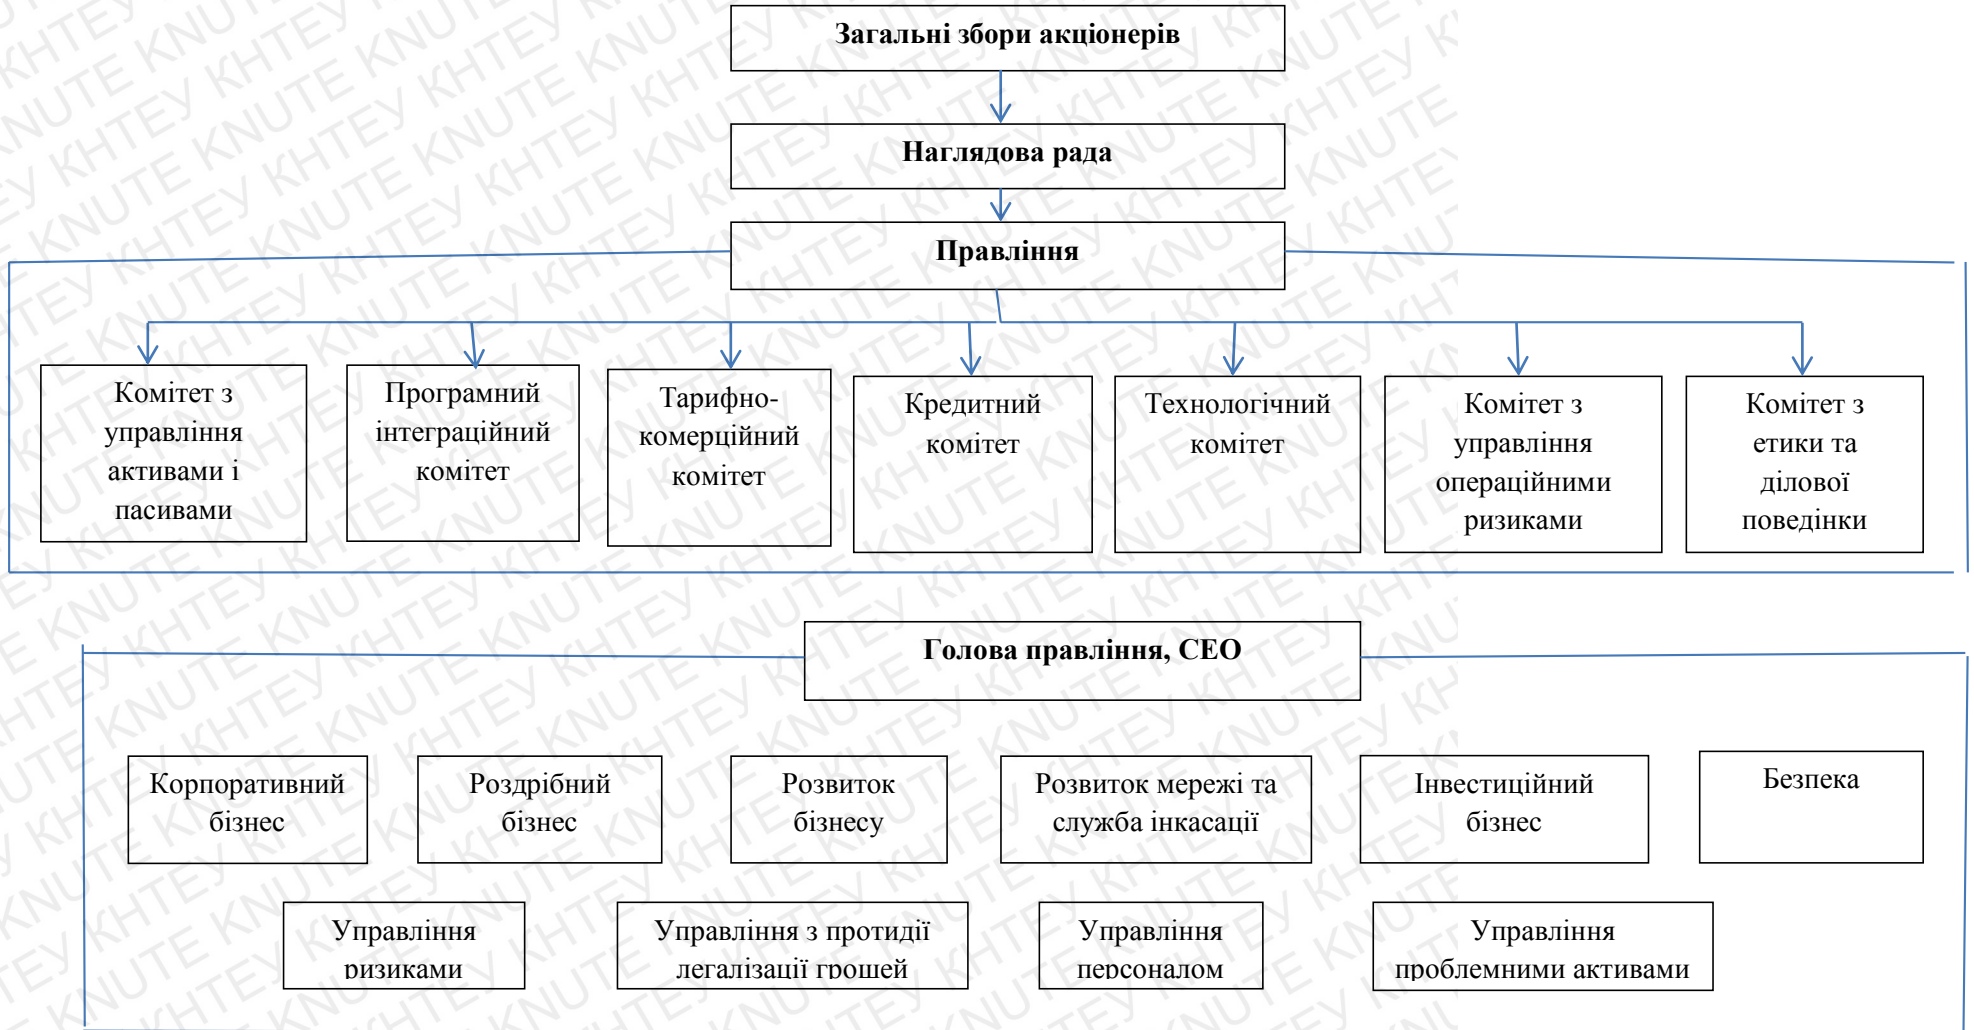 Загальні збори акціонерів
Наглядова рада
Правління
Комітет з
управління
активами і
пасивами
Програмний
інтеграційний
комітет
Тарифно-
комерційний
комітет
Кредитний
комітет
Технологічний
комітет
Комітет з
управління
операційними
ризиками
Комітет з
етики та
ділової
поведінки
Голова правління, СЕО
Корпоративний
бізнес
Роздрібний
бізнес
Розвиток
бізнесу
Розвиток мережі та
служба інкасації
Інвестиційний
бізнес
Безпека
Управління
ризиками
Управління з протидії
легалізації грошей
Управління
персоналом
Управління
проблемними активами